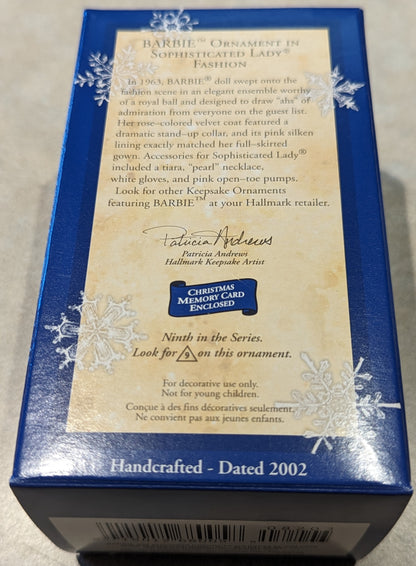 BARBIE™ ORNAMENT IN
SOPHISTICATED LADY®
FASHION
In 1963, BARBIE® doll swept onto the
fashion scene in an elegant ensemble worthy
of a royal ball and designed to draw "ahs" of
admiration from everyone on the guest list.
Her rose-colored velvet coat featured a
dramatic stand-up collar, and its pink silken
lining exactly matched her full-skirted
gown. Accessories for Sophisticated Lady®
included a tiara, "pearl" necklace,
white gloves, and pink open-toe pumps.
Look for other Keepsake Ornaments
featuring BARBIE™ at your Hallmark retailer.
Patricia Andrews
Patricia Andrews
Hallmark Keepsake Artist
CHRISTMAS
MEMORY CARD
ENCLOSED
Ninth in the Series.
Look for 9 on this ornament.
For decorative use only.
Not for young children.
Conçue à des fins décoratives seulement.
Ne convient pas aux jeunes enfants.
Handcrafted - Dated 2002